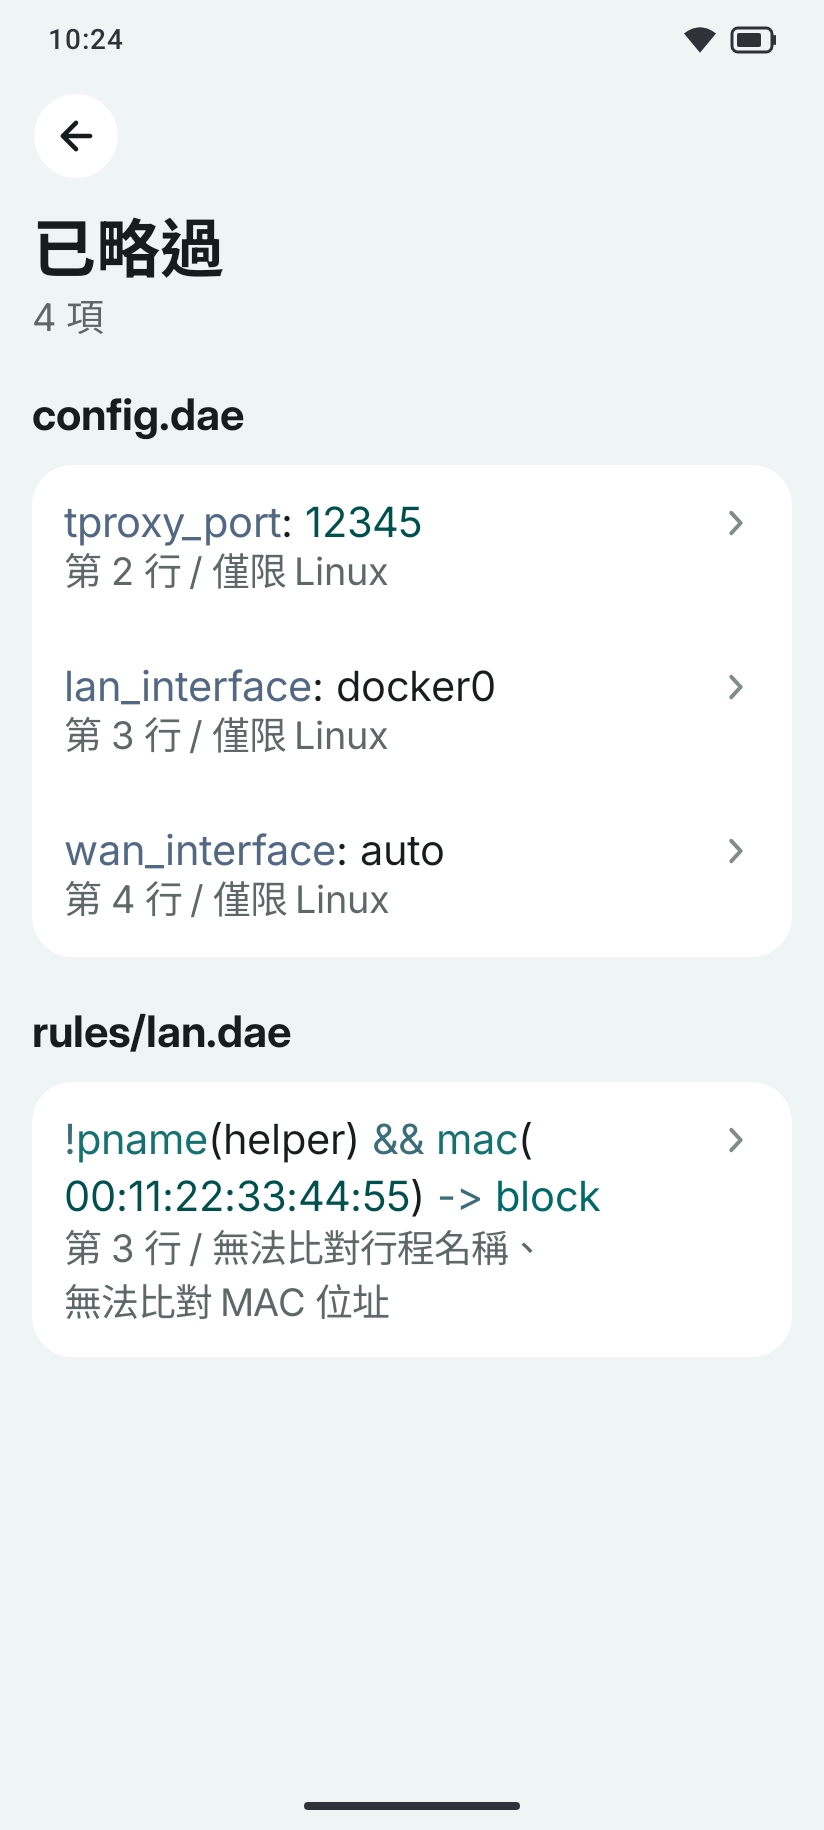 10:24
已略過
4 項
config.dae
tproxy_port: 12345
第 2 行 / 僅限 Linux
lan_interface: docker0
第 3 行 / 僅限 Linux
wan_interface: auto
第 4 行 / 僅限 Linux
rules/lan.dae
!pname(helper) && mac(
00:11:22:33:44:55) -> block
第 3 行 / 無法比對行程名稱、
無法比對 MAC 位址